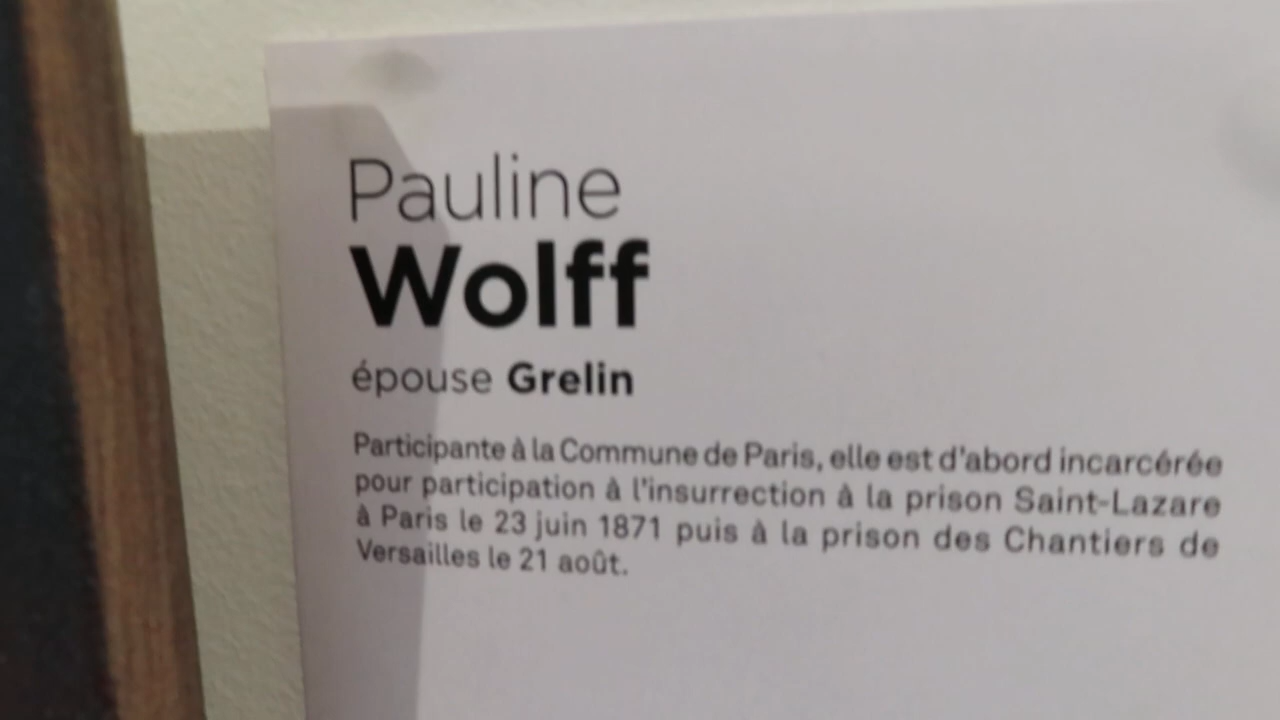 Pauline
Wolff
épouse Grelin
Participante à la Commune de Paris, elle est d'abord incarcérée
pour participation à l'insurrection à la prison Saint-Lazare
à Paris le 23 juin 1871 puis à la prison des Chantiers de
Versailles le 21 août.